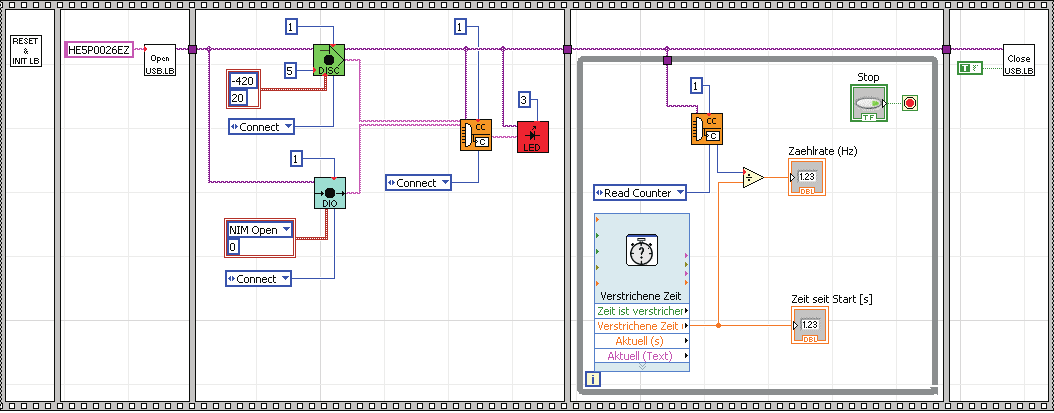 RESET
&
INIT LB
HE5P0026EZ
Open
USB.LB
1
DISC
5
-420
20
Connect
1
DIO
NIM Open
0
Connect
1
CC
C
Connect
3
LED
1
CC
C
Read Counter
÷
Stop
TF
Zaehlrate (Hz)
1.23
DBL
?
Verstrichene Zeit
Zeit ist verstricher
Verstrichene Zeit
Aktuell (s)
Aktuell (Text)
Zeit seit Start [s]
1.23
DBL
i
T F
Close
USB.LB